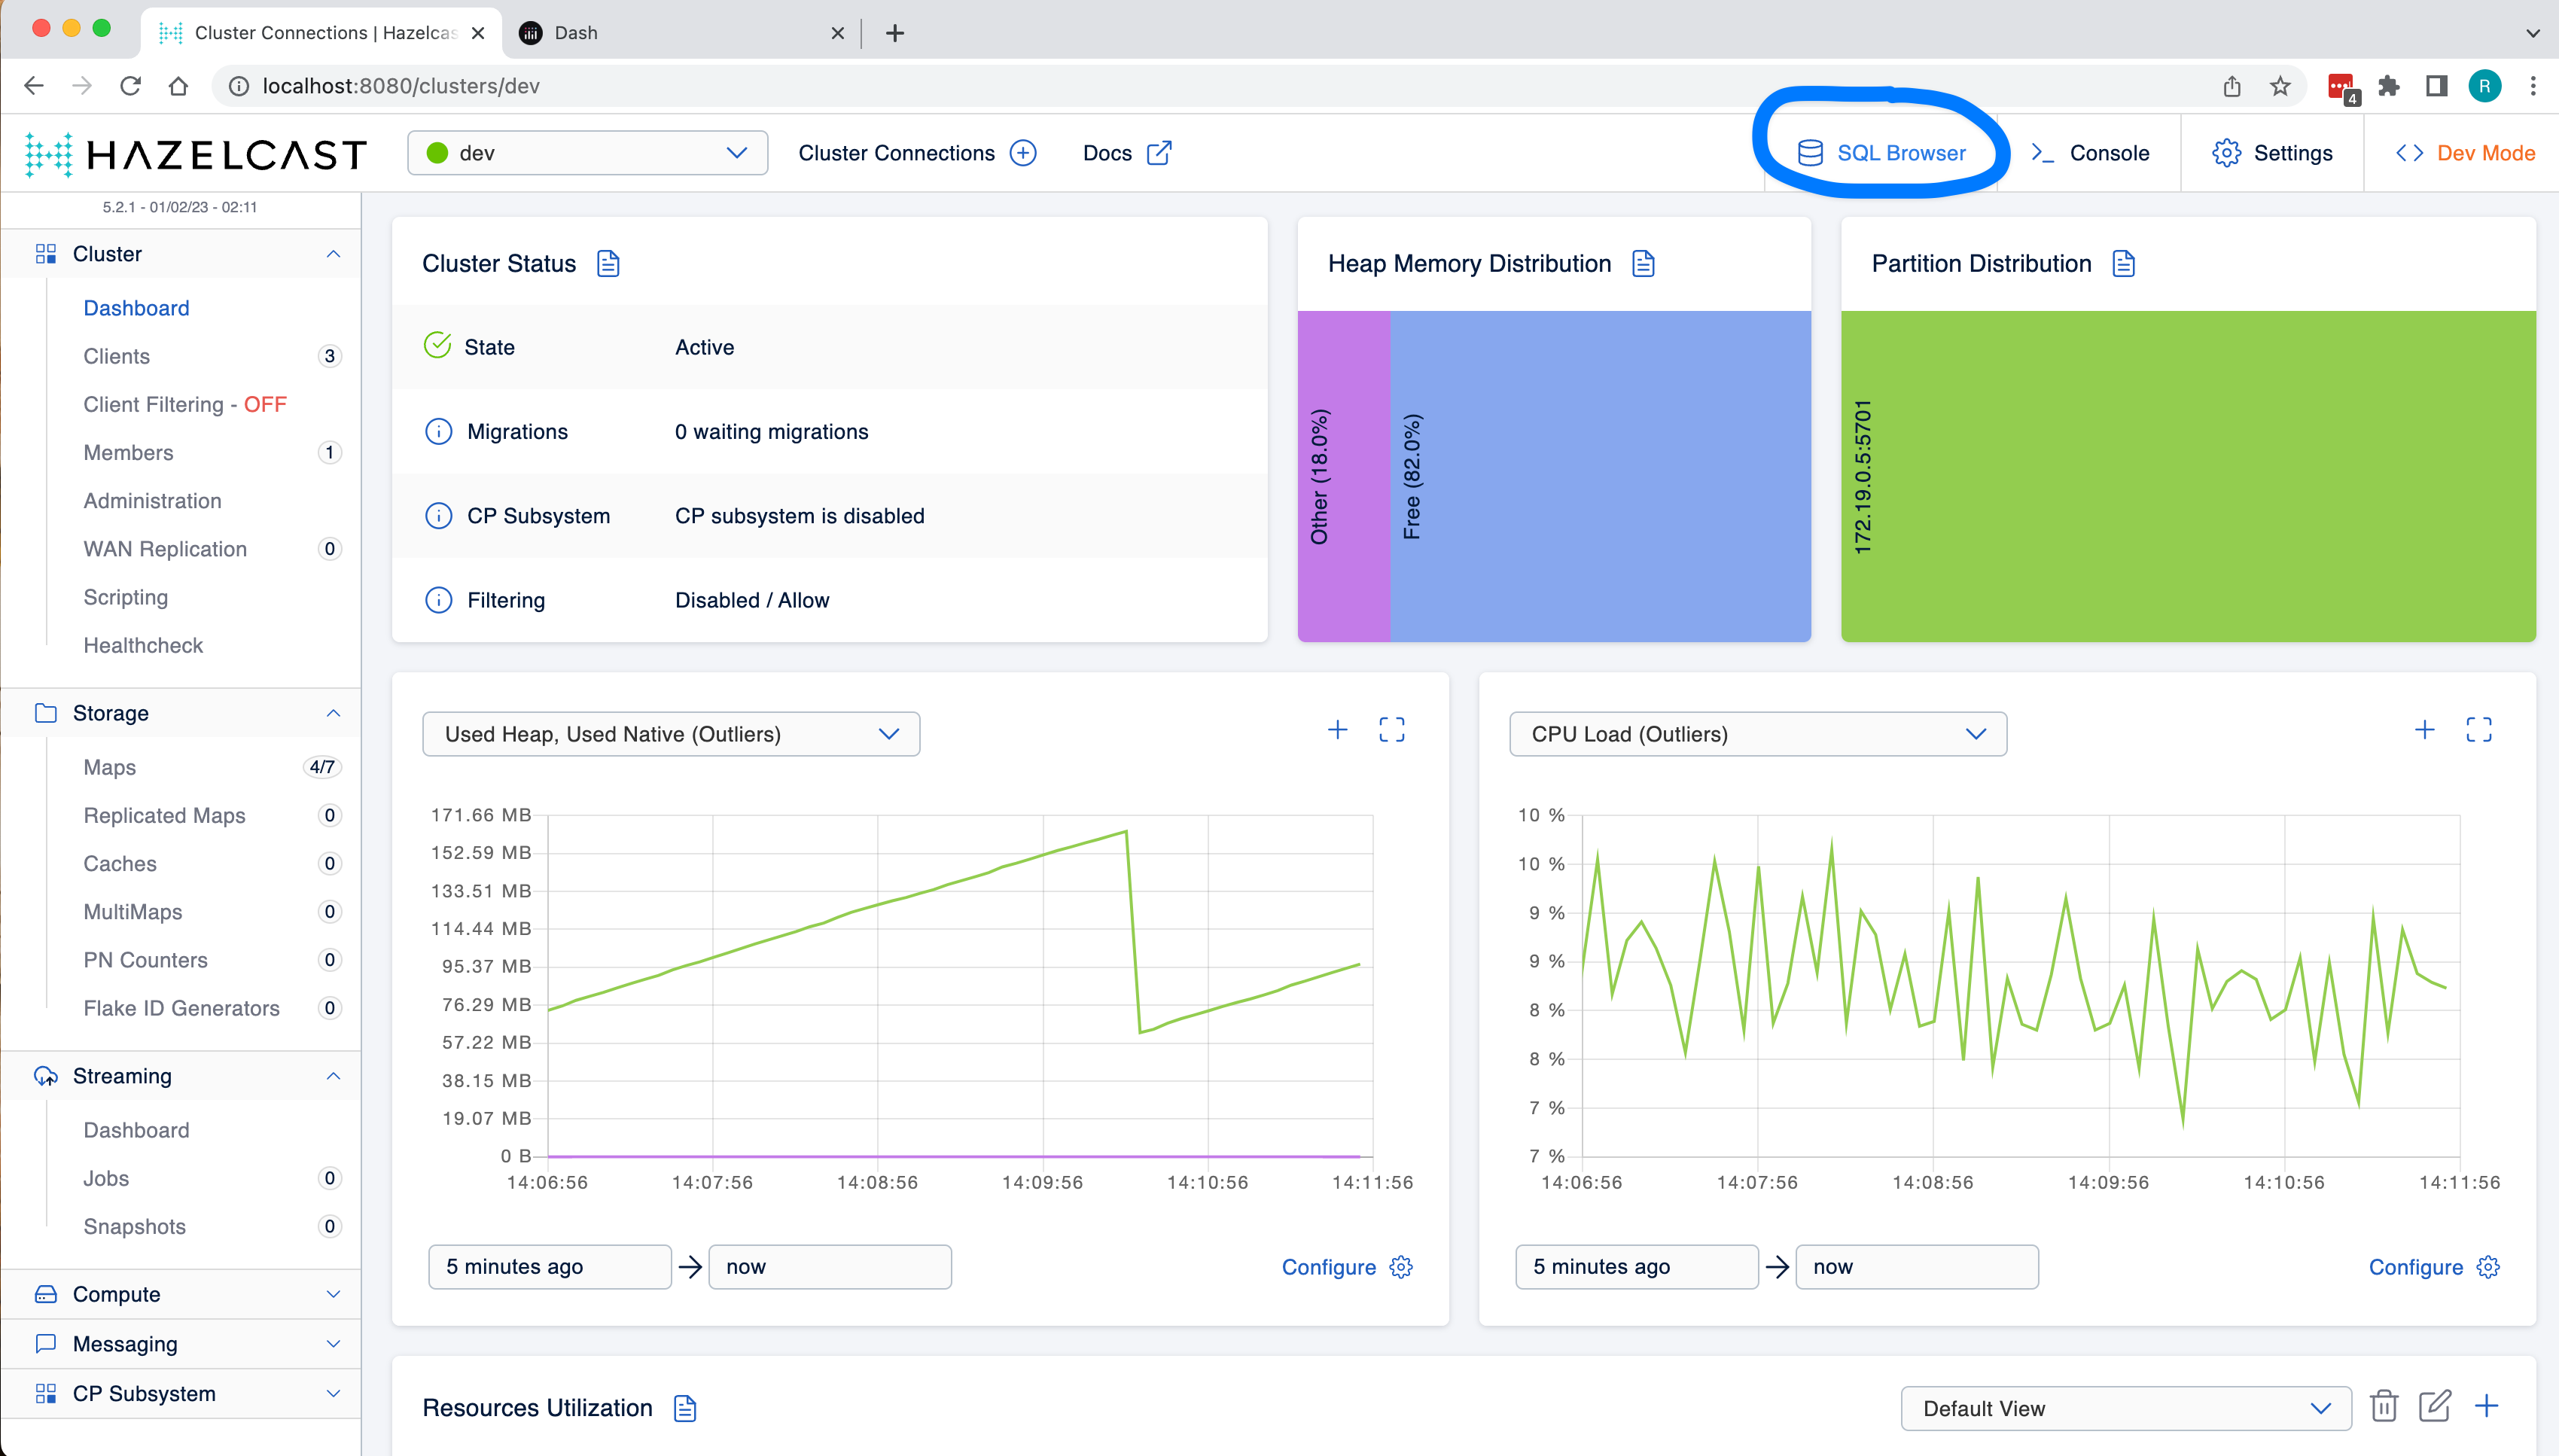 Cluster Connections | Hazelcas
Dash
localhost:8080/clusters/dev
4
R
HAZELCAST
dev
Cluster Connections
Docs
SQL Browser
Console
Settings
Dev Mode
5.2.1 - 01/02/23 - 02:11
Cluster
Dashboard
Clients 3
Client Filtering - OFF
Members 1
Administration
WAN Replication 0
Scripting
Healthcheck
Storage
Maps 4/7
Replicated Maps 0
Caches 0
MultiMaps 0
PN Counters 0
Flake ID Generators 0
Streaming
Dashboard
Jobs 0
Snapshots 0
Compute
Messaging
CP Subsystem
Cluster Status
State Active
Migrations 0 waiting migrations
CP Subsystem CP subsystem is disabled
Filtering Disabled / Allow
Heap Memory Distribution
Other (18.0%)
Free (82.0%)
Partition Distribution
172.19.0.5:5701
Used Heap, Used Native (Outliers)
171.66 MB
152.59 MB
133.51 MB
114.44 MB
95.37 MB
76.29 MB
57.22 MB
38.15 MB
19.07 MB
0 B
14:06:56 14:07:56 14:08:56 14:09:56 14:10:56 14:11:56
5 minutes ago now Configure
CPU Load (Outliers)
10 %
10 %
9 %
9 %
8 %
8 %
7 %
7 %
14:06:56 14:07:56 14:08:56 14:09:56 14:10:56 14:11:56
5 minutes ago now Configure
Resources Utilization
Default View